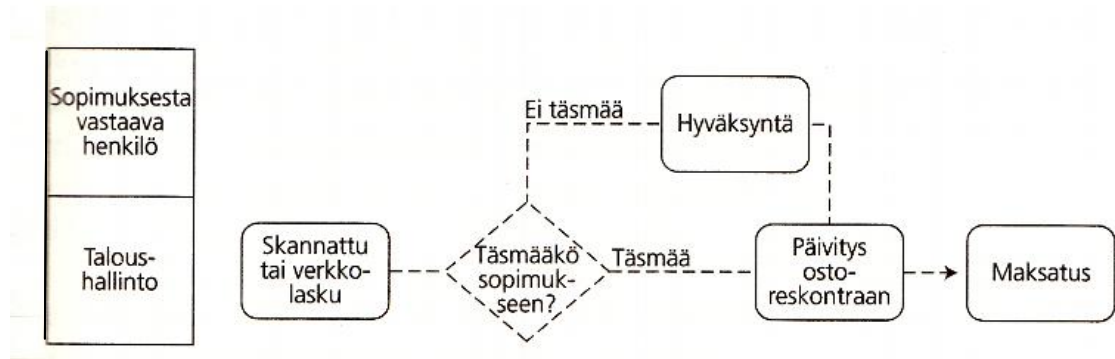 Sopimuksesta
vastaava
henkilö
Ei täsmää
Hyväksyntä
Talous-
hallinto
Skannattu
tai verkko-
lasku
Täsmääkö
sopimuk-
seen?
Täsmää
Päivitys
osto-
reskontraan
Maksatus